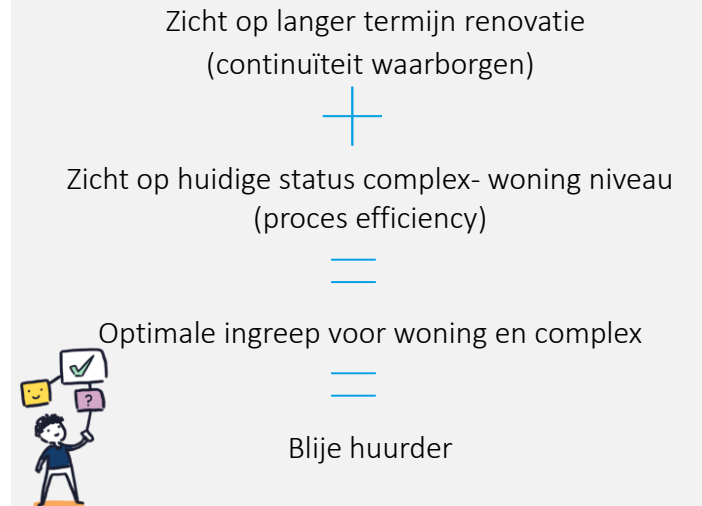 Zicht op langer termijn renovatie
(continuïteit waarborgen)
+
Zicht op huidige status complex- woning niveau
(proces efficiency)
=
Optimale ingreep voor woning en complex
=
?
Blije huurder